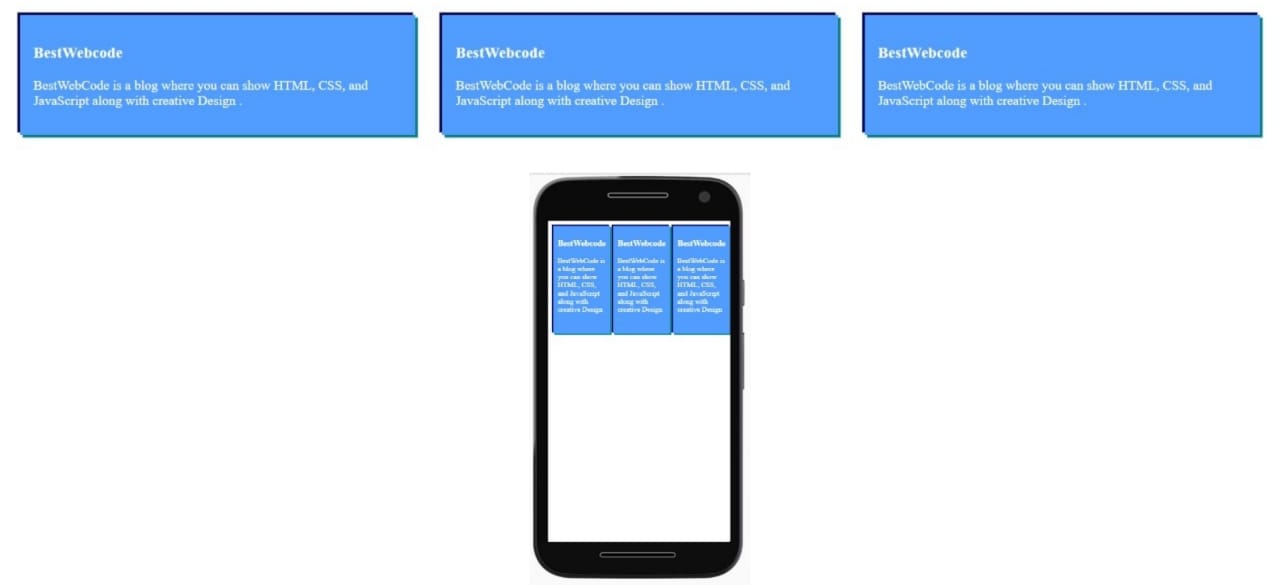 BestWebcode
BestWebCode is a blog where you can show HTML, CSS, and
JavaScript along with creative Design .
BestWebcode
BestWebCode is a blog where you can show HTML, CSS, and
JavaScript along with creative Design .
BestWebcode
BestWebCode is a blog where you can show HTML, CSS, and
JavaScript along with creative Design .
BestWebcode
BestWebCode is
a blog where
you can show
HTML, CSS,
and JavaScript
along with
creative Design
BestWebcode
BestWebCode is
a blog where
you can show
HTML, CSS,
and JavaScript
along with
creative Design
BestWebcode
BestWebCode is
a blog where
you can show
HTML, CSS,
and JavaScript
along with
creative Design